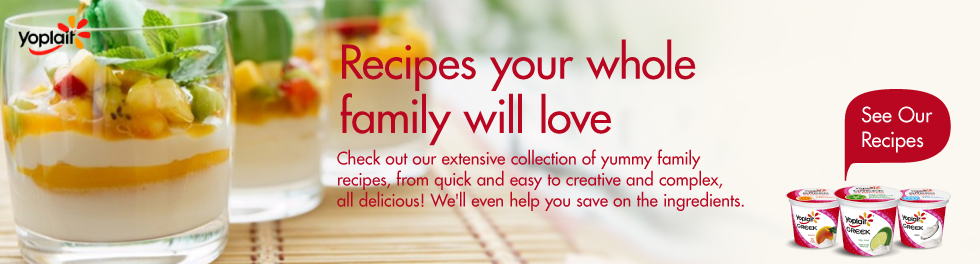 Yoplait
Recipes your whole
family will love
Check out our extensive collection of yummy family
recipes, from quick and easy to creative and complex,
all delicious! We'll even help you save on the ingredients.
See Our
Recipes
Yoplait
GREEK
Yoplait
GREEK
Yoplait
GREEK